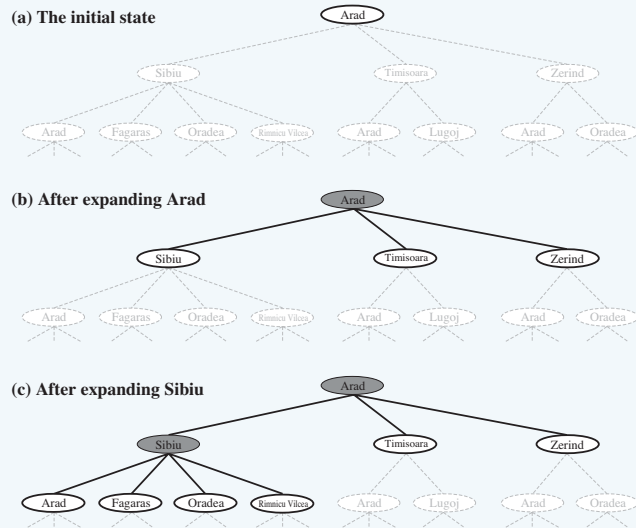 (a) The initial state
Arad
Sibiu Timisoara Zerind
Arad Fagaras Oradea Rimnicu Vilcea Arad Lugoj Arad Oradea
(b) After expanding Arad
Arad
Sibiu Timisoara Zerind
Arad Fagaras Oradea Rimnicu Vilcea Arad Lugoj Arad Oradea
(c) After expanding Sibiu
Arad
Sibiu Timisoara Zerind
Arad Fagaras Oradea Rimnicu Vilcea Arad Lugoj Arad Oradea